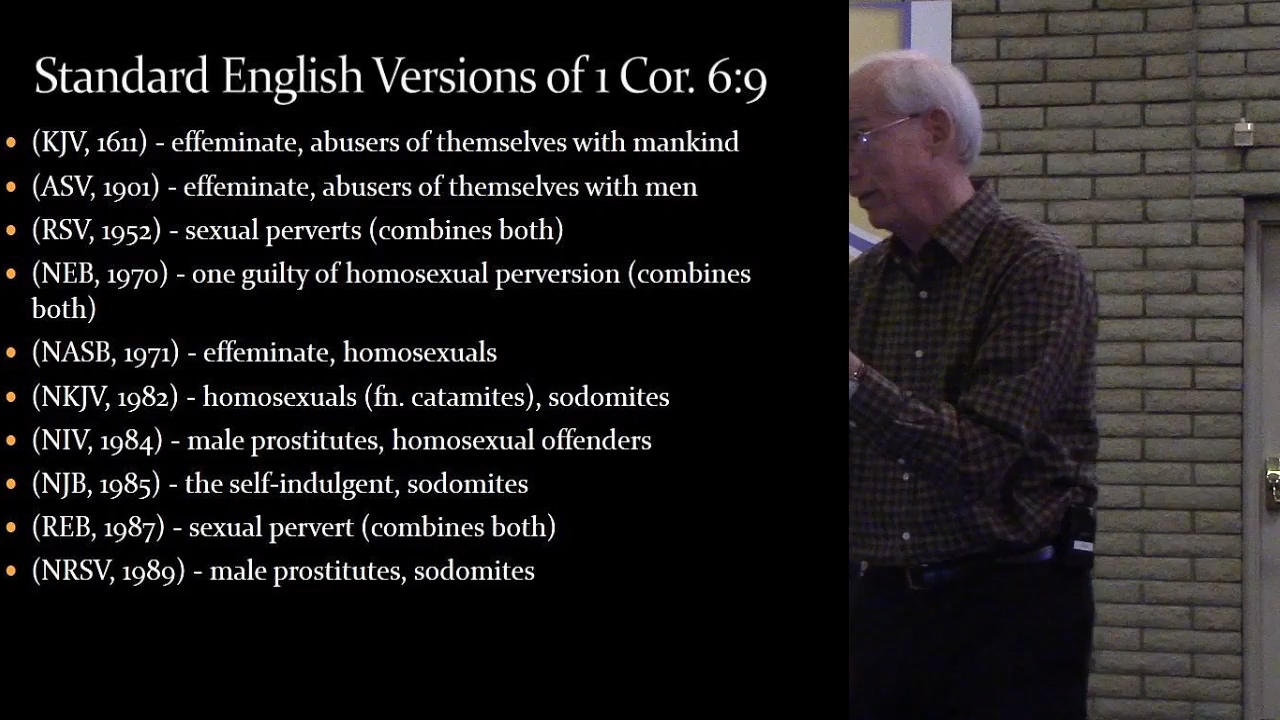 Standard English Versions of 1 Cor. 6:9
• (KJV, 1611) - effeminate, abusers of themselves with mankind
• (ASV, 1901) - effeminate, abusers of themselves with men
• (RSV, 1952) - sexual perverts (combines both)
• (NEB, 1970) - one guilty of homosexual perversion (combines
both)
• (NASB, 1971) - effeminate, homosexuals
• (NKJV, 1982) - homosexuals (fn. catamites), sodomites
• (NIV, 1984) - male prostitutes, homosexual offenders
• (NJB, 1985) - the self-indulgent, sodomites
• (REB, 1987) - sexual pervert (combines both)
• (NRSV, 1989) - male prostitutes, sodomites